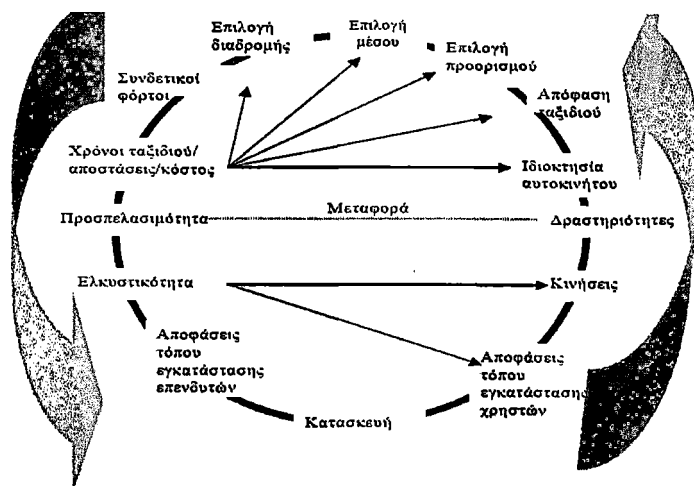 Επιλογή
διαδρομής
Επιλογή
μέσου
Επιλογή
προορισμού
Συνδετικοί
φόρτοι
Απόφαση
ταξιδιού
Χρόνοι ταξιδιού/
αποστάσεις/κόστος
Ιδιοκτησία
αυτοκινήτου
Προσπελασιμότητα
Μεταφορά
Δραστηριότητες
Ελκυστικότητα
Κινήσεις
Αποφάσεις
τόπου
εγκατάστασης
επενδυτών
Αποφάσεις
τόπου
εγκατάστασης
χρηστών
Κατασκευή